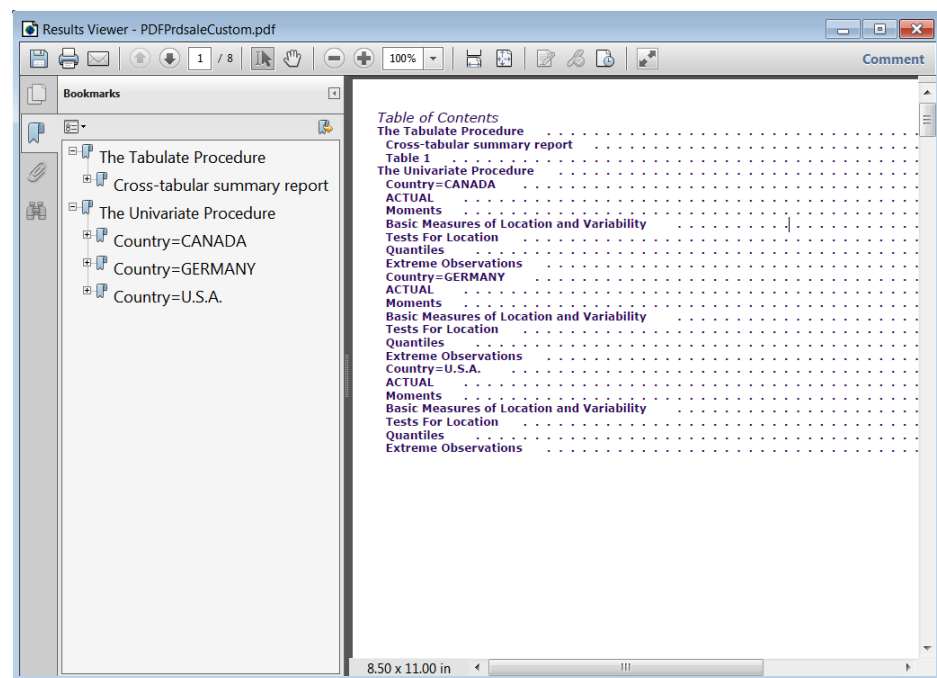 Results Viewer - PDFPrdsaleCustom.pdf
1 / 8 100% Comment
Bookmarks
The Tabulate Procedure
Cross-tabular summary report
The Univariate Procedure
Country=CANADA
Country=GERMANY
Country=U.S.A.
Table of Contents
The Tabulate Procedure . . . . . . . . . . . . . . . . . . . . . . . . . . . . . . . .
Cross-tabular summary report . . . . . . . . . . . . . . . . . . . . . . . . . . . .
Table 1 . . . . . . . . . . . . . . . . . . . . . . . . . . . . . . . . . . . . . . . .
The Univariate Procedure . . . . . . . . . . . . . . . . . . . . . . . . . . . . . . .
Country=CANADA . . . . . . . . . . . . . . . . . . . . . . . . . . . . . . . . . .
ACTUAL . . . . . . . . . . . . . . . . . . . . . . . . . . . . . . . . . . . . . . .
Moments . . . . . . . . . . . . . . . . . . . . . . . . . . . . . . . . . . . . . . .
Basic Measures of Location and Variability . . . . . . . . . . . . . . . . . . . . .
Tests For Location . . . . . . . . . . . . . . . . . . . . . . . . . . . . . . . . . .
Quantiles . . . . . . . . . . . . . . . . . . . . . . . . . . . . . . . . . . . . . .
Extreme Observations . . . . . . . . . . . . . . . . . . . . . . . . . . . . . . . .
Country=GERMANY . . . . . . . . . . . . . . . . . . . . . . . . . . . . . . . . .
ACTUAL . . . . . . . . . . . . . . . . . . . . . . . . . . . . . . . . . . . . . . .
Moments . . . . . . . . . . . . . . . . . . . . . . . . . . . . . . . . . . . . . . .
Basic Measures of Location and Variability . . . . . . . . . . . . . . . . . . . . .
Tests For Location . . . . . . . . . . . . . . . . . . . . . . . . . . . . . . . . . .
Quantiles . . . . . . . . . . . . . . . . . . . . . . . . . . . . . . . . . . . . . .
Extreme Observations . . . . . . . . . . . . . . . . . . . . . . . . . . . . . . . .
Country=U.S.A. . . . . . . . . . . . . . . . . . . . . . . . . . . . . . . . . . . .
ACTUAL . . . . . . . . . . . . . . . . . . . . . . . . . . . . . . . . . . . . . . .
Moments . . . . . . . . . . . . . . . . . . . . . . . . . . . . . . . . . . . . . . .
Basic Measures of Location and Variability . . . . . . . . . . . . . . . . . . . . .
Tests For Location . . . . . . . . . . . . . . . . . . . . . . . . . . . . . . . . . .
Quantiles . . . . . . . . . . . . . . . . . . . . . . . . . . . . . . . . . . . . . .
Extreme Observations . . . . . . . . . . . . . . . . . . . . . . . . . . . . . . . .
8.50 x 11.00 in